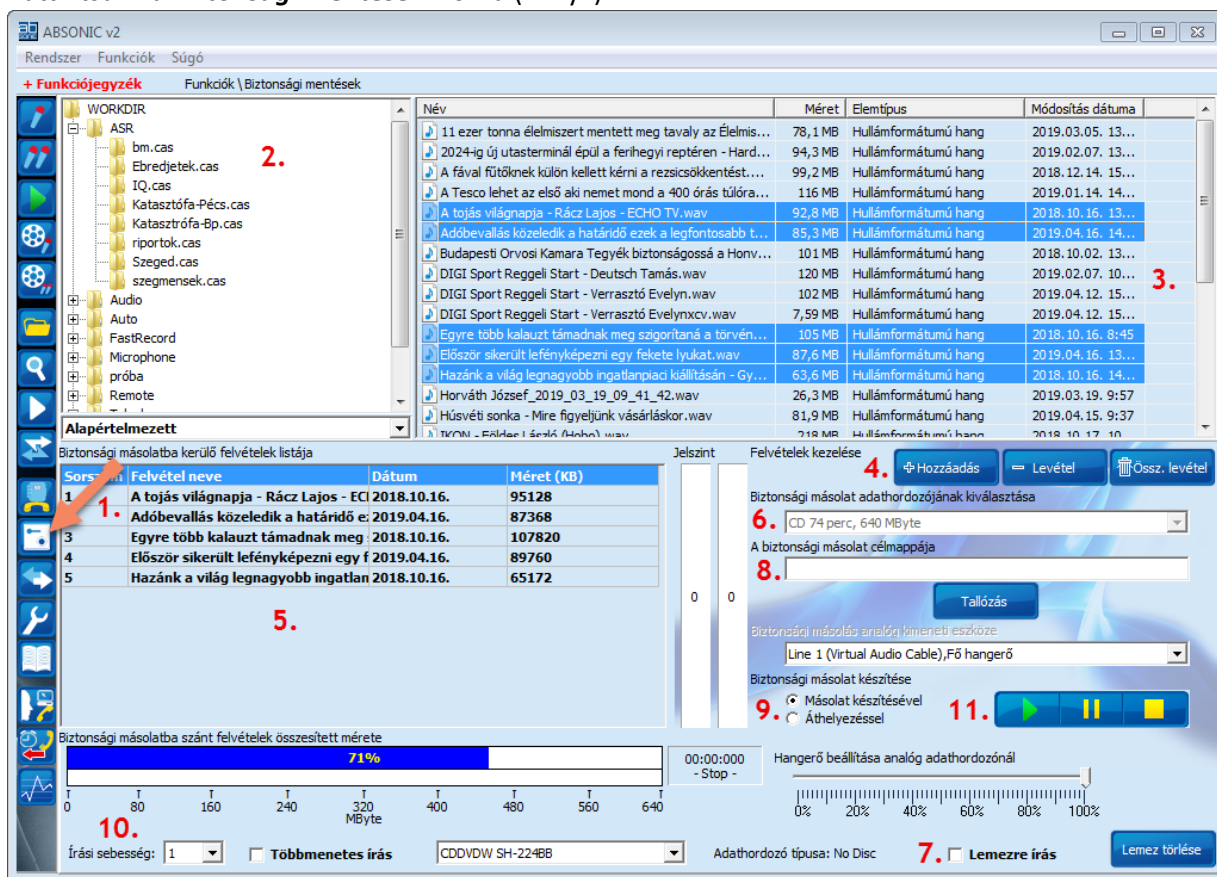 ABSONIC v2
Rendszer Funkciók Súgó
+ Funkciójegyzék Funkciók \ Biztonsági mentések
WORKDIR
ASR
bm.cas
Ebredjetek.cas
IQ.cas
Katasztófa-Pécs.cas
Katasztrófa-Bp.cas
riportok.cas
Szeged.cas
szegmensek.cas
Audio
Auto
FastRecord
Microphone
próba
Remote
2.
Alapértelmezett
Név Méret Elemtípus Módosítás dátuma
11 ezer tonna élelmiszert mentett meg tavaly az Élelmis... 78,1 MB Hullámformátumú hang 2019.03.05. 13...
2024-ig új utasterminál épül a ferihegyi reptéren - Hard... 94,3 MB Hullámformátumú hang 2019.02.07. 13...
A fával fűtőknek külön kellett kérni a rezsicsökkentést.... 99,2 MB Hullámformátumú hang 2018.12.14. 15...
A Tesco lehet az első aki nemet mond a 400 órás túlóra... 116 MB Hullámformátumú hang 2019.01.14. 14...
A tojás világnapja - Rácz Lajos - ECHO TV.wav 92,8 MB Hullámformátumú hang 2018.10.16. 13...
Adóbevallás közeledik a határidő ezek a legfontosabb t... 85,3 MB Hullámformátumú hang 2019.04.16. 14...
Budapesti Orvosi Kamara Tegyék biztonságossá a Honv... 101 MB Hullámformátumú hang 2018.10.02. 13...
DIGI Sport Reggeli Start - Deutsch Tamás.wav 120 MB Hullámformátumú hang 2019.02.07. 10...
DIGI Sport Reggeli Start - Verrasztó Evelyn.wav 102 MB Hullámformátumú hang 2019.04.12. 15...
DIGI Sport Reggeli Start - Verrasztó Evelynxcv.wav 7,59 MB Hullámformátumú hang 2019.04.12. 15...
Egyre több kalauzt támadnak meg szigorítaná a törvén... 105 MB Hullámformátumú hang 2018.10.16. 8:45
Először sikerült lefényképezni egy fekete lyukat.wav 87,6 MB Hullámformátumú hang 2019.04.16. 13...
Hazánk a világ legnagyobb ingatlanpiaci kiállításán - Gy... 63,6 MB Hullámformátumú hang 2018.10.16. 14...
Horváth József_2019_03_19_09_41_42.wav 26,3 MB Hullámformátumú hang 2019.03.19. 9:57
Húsvéti sonka - Mire figyeljünk vásárláskor.wav 81,9 MB Hullámformátumú hang 2019.04.15. 9:37
IKON - Földes László (Hobo).wav 218 MB Hullámformátumú hang 2018.10.17. 10...
3.
Biztonsági másolatba kerülő felvételek listája
Felvétel neve Dátum Méret (KB)
1 A tojás világnapja - Rácz Lajos - 2018.10.16. 95128
Adóbevallás közeledik a határidő 2019.04.16. 87368
3 Egyre több kalauzt támadnak meg 2018.10.16. 107820
4 Először sikerült lefényképezni egy f 2019.04.16. 89760
5 Hazánk a világ legnagyobb ingatlan 2018.10.16. 65172
1.
5.
Jelszint
0 0
Felvételek kezelése
4. Hozzáadás Levétel Össz. levétel
Biztonsági másolat adathordozójának kiválasztása
6. CD 74 perc, 640 MByte
A biztonsági másolat célmappája
8.
Tallózás
Biztonsági másolás analóg kimeneti eszköze
Line 1 (Virtual Audio Cable),Fő hangerő
Biztonsági másolat készítése
9. Másolat készítésével
Áthelyezéssel
11.
Biztonsági másolatba szánt felvételek összesített mérete
71%
0 80 160 240 320 400 480 560 640
MByte
00:00:000
- Stop -
Hangerő beállítása analóg adathordozónál
0% 20% 40% 60% 80% 100%
10.
Írási sebesség: 1 Többmenetes írás CDDVDW SH-224BB Adathordozó típusa: No Disc 7. Lemezre írás Lemez törlése